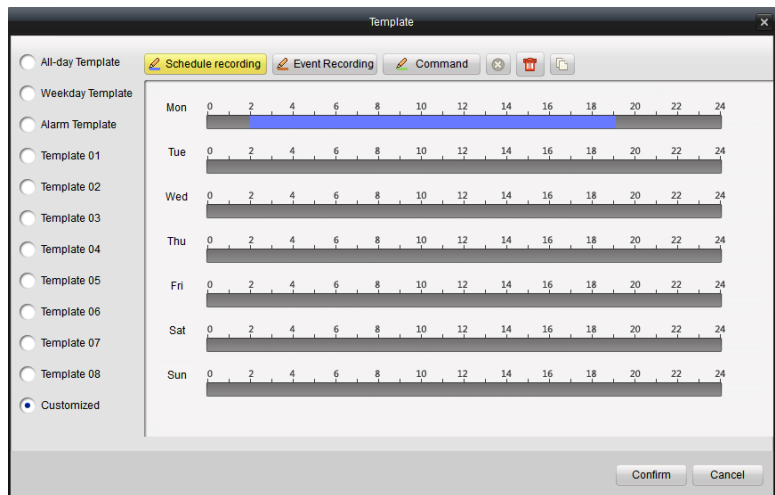 Template
All-day Template
Weekday Template
Alarm Template
Template 01
Template 02
Template 03
Template 04
Template 05
Template 06
Template 07
Template 08
Customized
Schedule recording Event Recording Command
Mon 0 2 4 6 8 10 12 14 16 18 20 22 24
Tue 0 2 4 6 8 10 12 14 16 18 20 22 24
Wed 0 2 4 6 8 10 12 14 16 18 20 22 24
Thu 0 2 4 6 8 10 12 14 16 18 20 22 24
Fri 0 2 4 6 8 10 12 14 16 18 20 22 24
Sat 0 2 4 6 8 10 12 14 16 18 20 22 24
Sun 0 2 4 6 8 10 12 14 16 18 20 22 24
Confirm Cancel